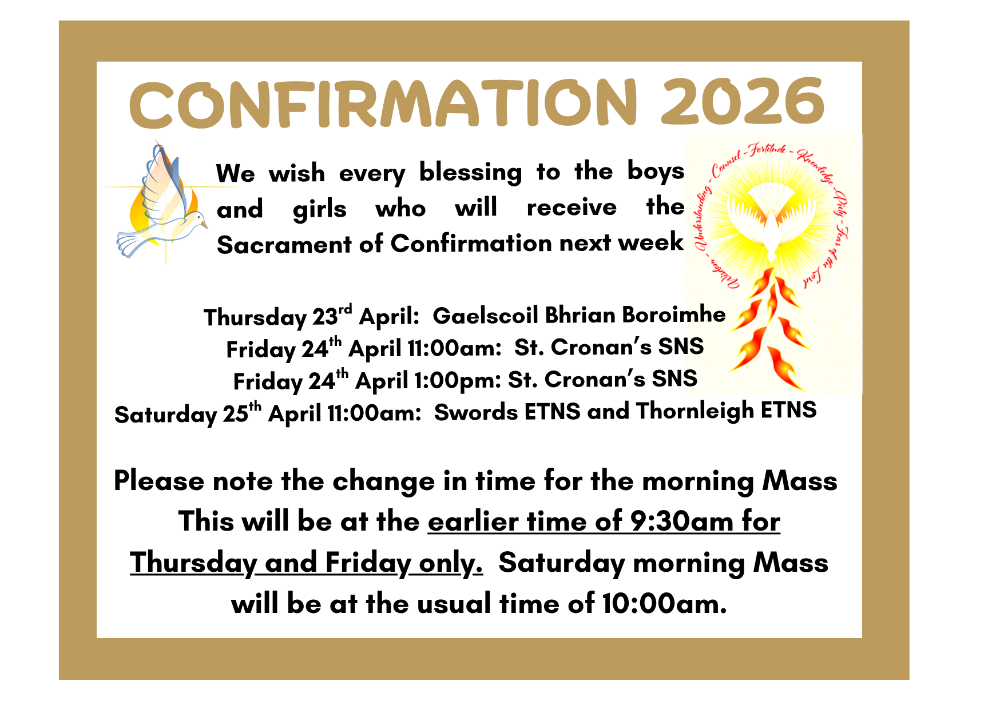 CONFIRMATION 2026
We wish every blessing to the boys
and girls who will receive the
Sacrament of Confirmation next week
Wisdom - Understanding - Counsel - Fortitude - Knowledge - Piety - Fear of the Lord
Thursday 23rd April: Gaelscoil Bhrian Boroimhe
Friday 24th April 11:00am: St. Cronan’s SNS
Friday 24th April 1:00pm: St. Cronan’s SNS
Saturday 25th April 11:00am: Swords ETNS and Thornleigh ETNS
Please note the change in time for the morning Mass
This will be at the earlier time of 9:30am for
Thursday and Friday only. Saturday morning Mass
will be at the usual time of 10:00am.